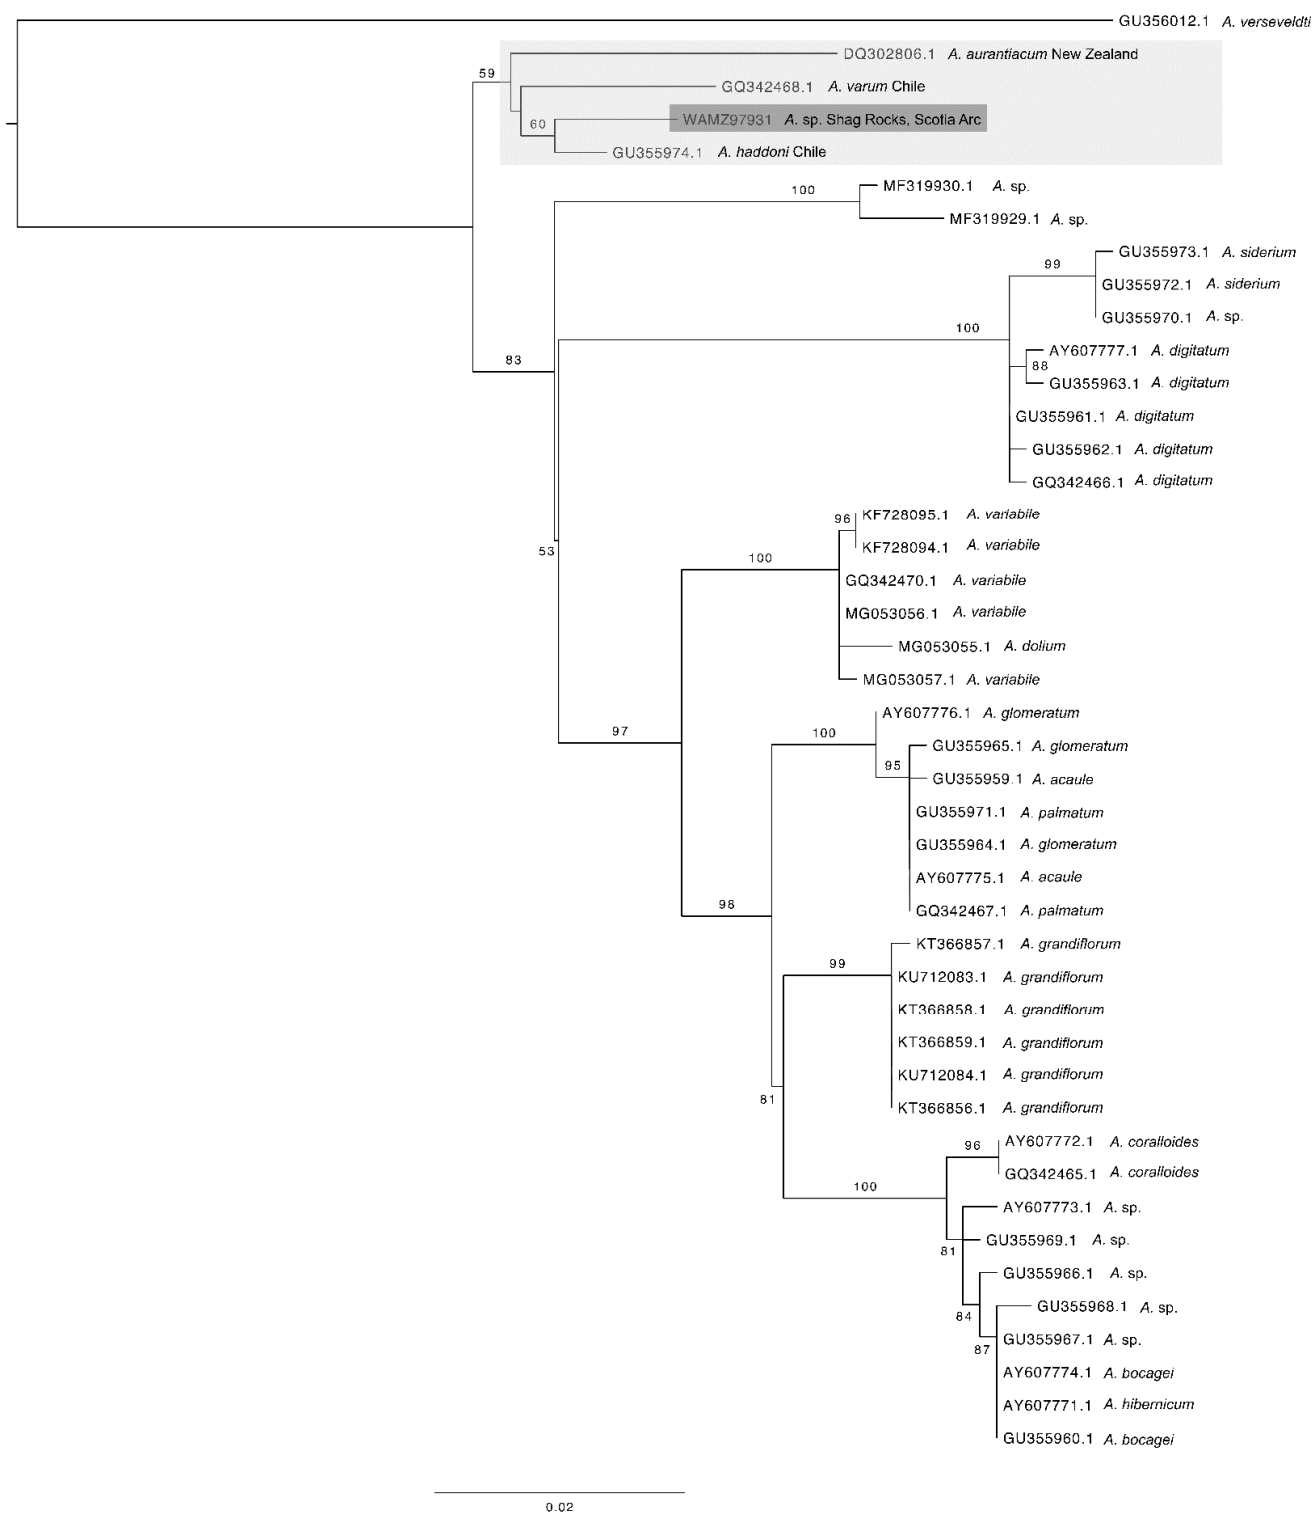 GU356012.1 A. verseveldti
DQ302806.1 A. aurantiacum New Zealand
59
GQ342468.1 A. varum Chile
WAMZ97931 A. sp. Shag Rocks, Scotia Arc
60
GU355974.1 A. haddoni Chile
MF319930.1 A. sp.
100
MF319929.1 A. sp.
GU355973.1 A. siderium
99
GU355972.1 A. siderium
GU355970.1 A. sp.
100
AY607777.1 A. digitatum
83
88
GU355963.1 A. digitatum
GU355961.1 A. digitatum
GU355962.1 A. digitatum
GQ342466.1 A. digitatum
KF728095.1 A. variabile
96
KF728094.1 A. variabile
53
100
GQ342470.1 A. variabile
MG053056.1 A. variabile
MG053055.1 A. dolium
MG053057.1 A. variabile
AY607776.1 A. glomeratum
97
100
GU355965.1 A. glomeratum
95
GU355959.1 A. acaule
GU355971.1 A. palmatum
GU355964.1 A. glomeratum
AY607775.1 A. acaule
98
GQ342467.1 A. palmatum
KT366857.1 A. grandiflorum
99
KU712083.1 A. grandiflorum
KT366858.1 A. grandiflorum
KT366859.1 A. grandiflorum
KU712084.1 A. grandiflorum
81
KT366856.1 A. grandiflorum
AY607772.1 A. coralloides
96
GQ342465.1 A. coralloides
100
AY607773.1 A. sp.
GU355969.1 A. sp.
81
GU355966.1 A. sp.
GU355968.1 A. sp.
84
GU355967.1 A. sp.
87
AY607774.1 A. bocagei
AY607771.1 A. hibernicum
GU355960.1 A. bocagei
0.02